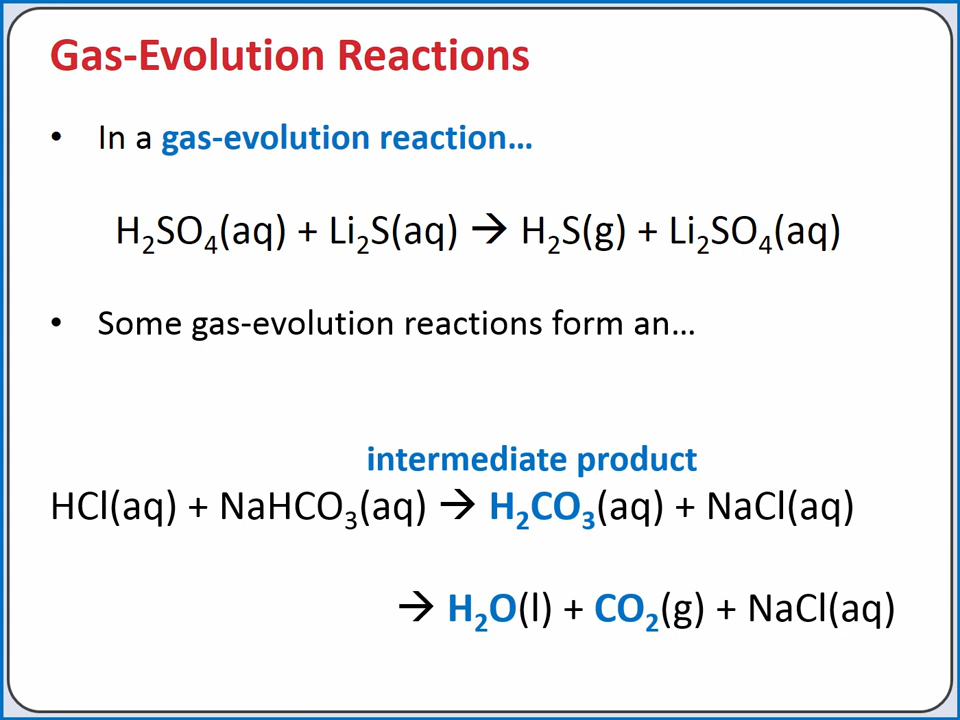 Gas-Evolution Reactions
• In a gas-evolution reaction…
H₂SO₄(aq) + Li₂S(aq) → H₂S(g) + Li₂SO₄(aq)
• Some gas-evolution reactions form an…
intermediate product
HCl(aq) + NaHCO₃(aq) → H₂CO₃(aq) + NaCl(aq)
→ H₂O(l) + CO₂(g) + NaCl(aq)